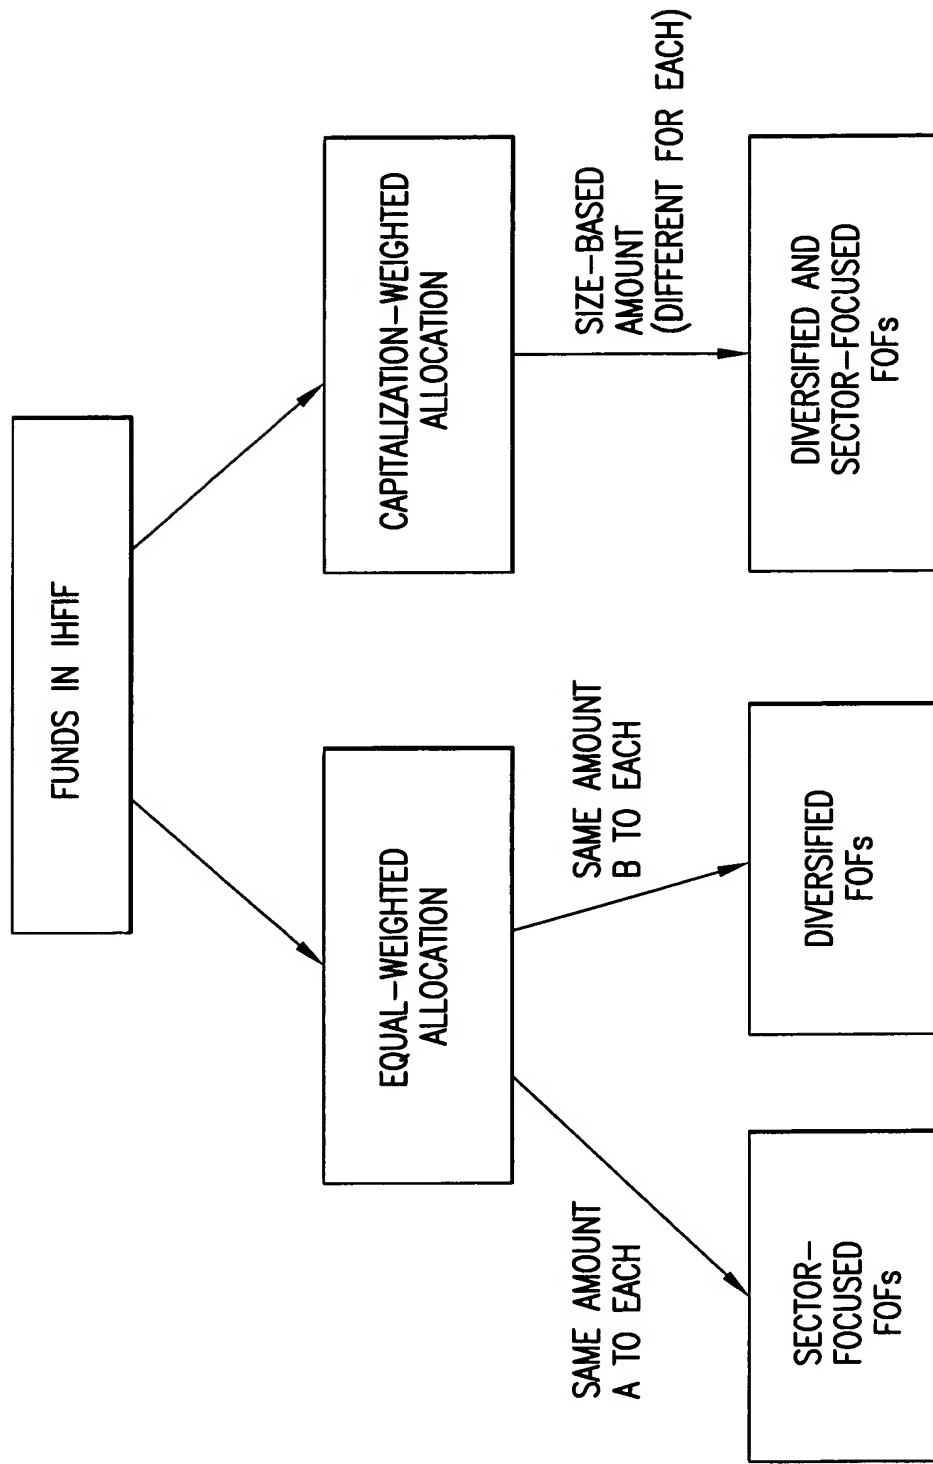 FUNDS IN IHFIF
EQUAL-WEIGHTED
ALLOCATION
CAPITALIZATION-WEIGHTED
ALLOCATION
SAME AMOUNT
A TO EACH
SAME AMOUNT
B TO EACH
SIZE-BASED
AMOUNT
(DIFFERENT FOR EACH)
SECTOR-
FOCUSED
FOFs
DIVERSIFIED
FOFs
DIVERSIFIED AND
SECTOR-FOCUSED
FOFs